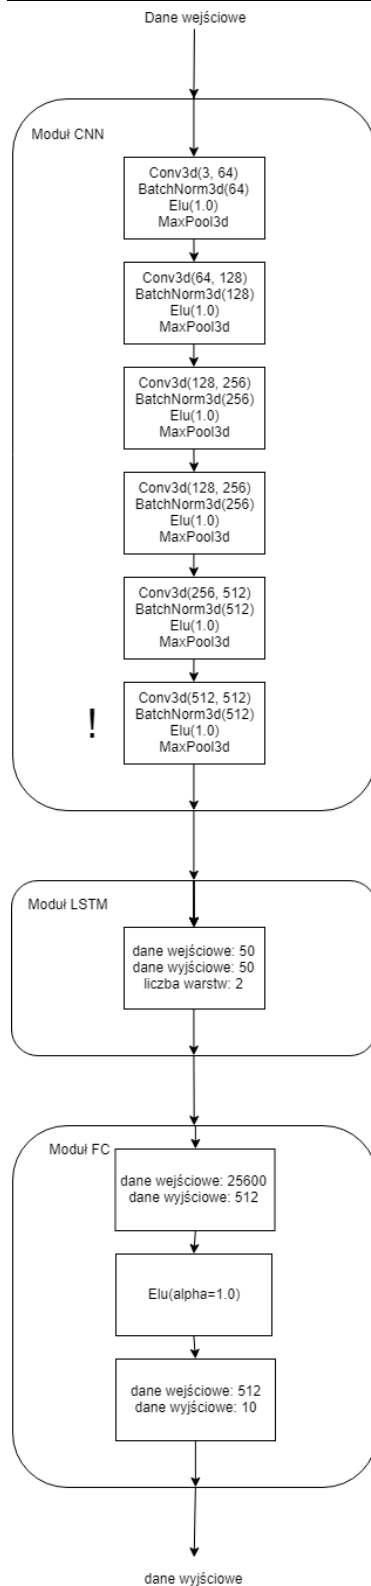 Dane wejściowe
Moduł CNN
Conv3d(3, 64)
BatchNorm3d(64)
Elu(1.0)
MaxPool3d
Conv3d(64, 128)
BatchNorm3d(128)
Elu(1.0)
MaxPool3d
Conv3d(128, 256)
BatchNorm3d(256)
Elu(1.0)
MaxPool3d
Conv3d(128, 256)
BatchNorm3d(256)
Elu(1.0)
MaxPool3d
Conv3d(256, 512)
BatchNorm3d(512)
Elu(1.0)
MaxPool3d
!
Conv3d(512, 512)
BatchNorm3d(512)
Elu(1.0)
MaxPool3d
Moduł LSTM
dane wejściowe: 50
dane wyjściowe: 50
liczba warstw: 2
Moduł FC
dane wejściowe: 25600
dane wyjściowe: 512
Elu(alpha=1.0)
dane wejściowe: 512
dane wyjściowe: 10
dane wyjściowe